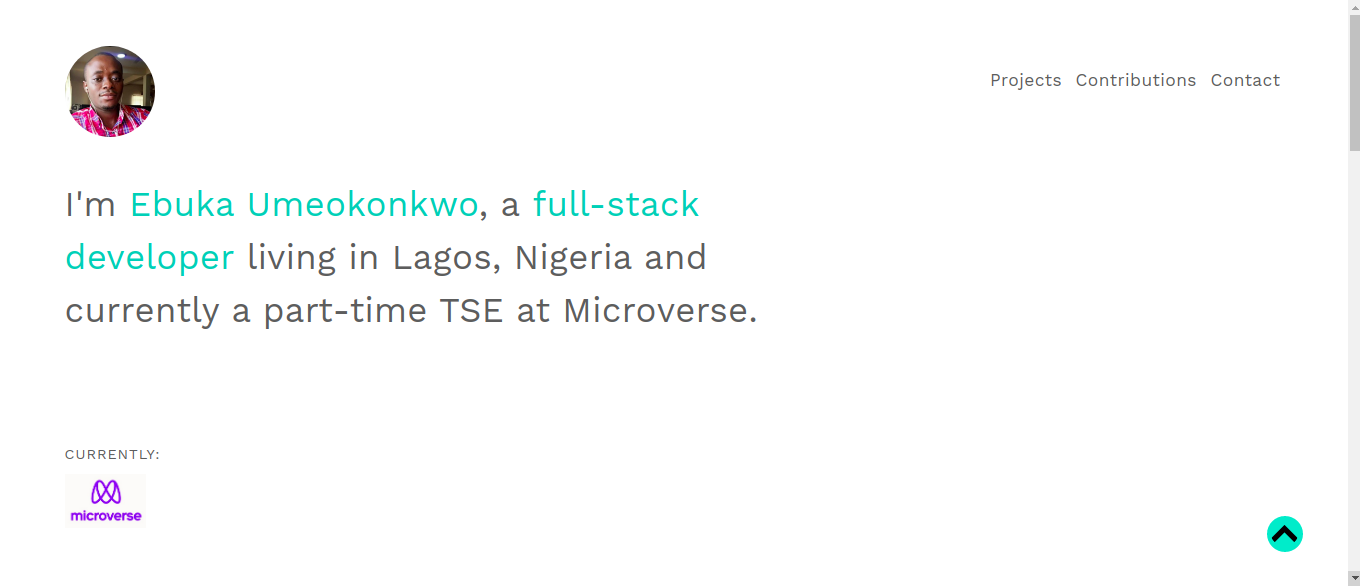 Projects Contributions Contact
I'm Ebuka Umeokonkwo, a full-stack
developer living in Lagos, Nigeria and
currently a part-time TSE at Microverse.
CURRENTLY:
microverse